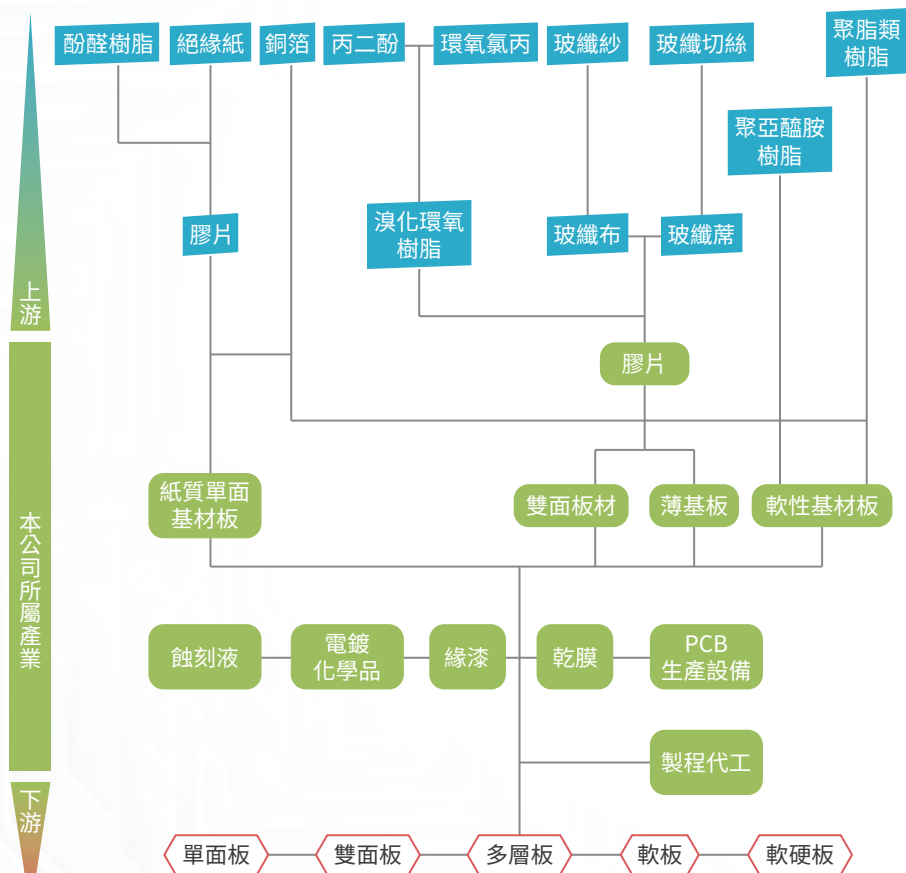 酚醛樹脂
絕緣紙
銅箔
丙二酚
環氧氯丙
玻纖紗
玻纖切絲
聚脂類
樹脂
聚亞醯胺
樹脂
膠片
溴化環氧
樹脂
玻纖布
玻纖蓆
上游
膠片
紙質單面
基材板
雙面板材
薄基板
軟性基材板
本公司所屬產業
蝕刻液
電鍍
化學品
緣漆
乾膜
PCB
生產設備
製程代工
下游
單面板
雙面板
多層板
軟板
軟硬板